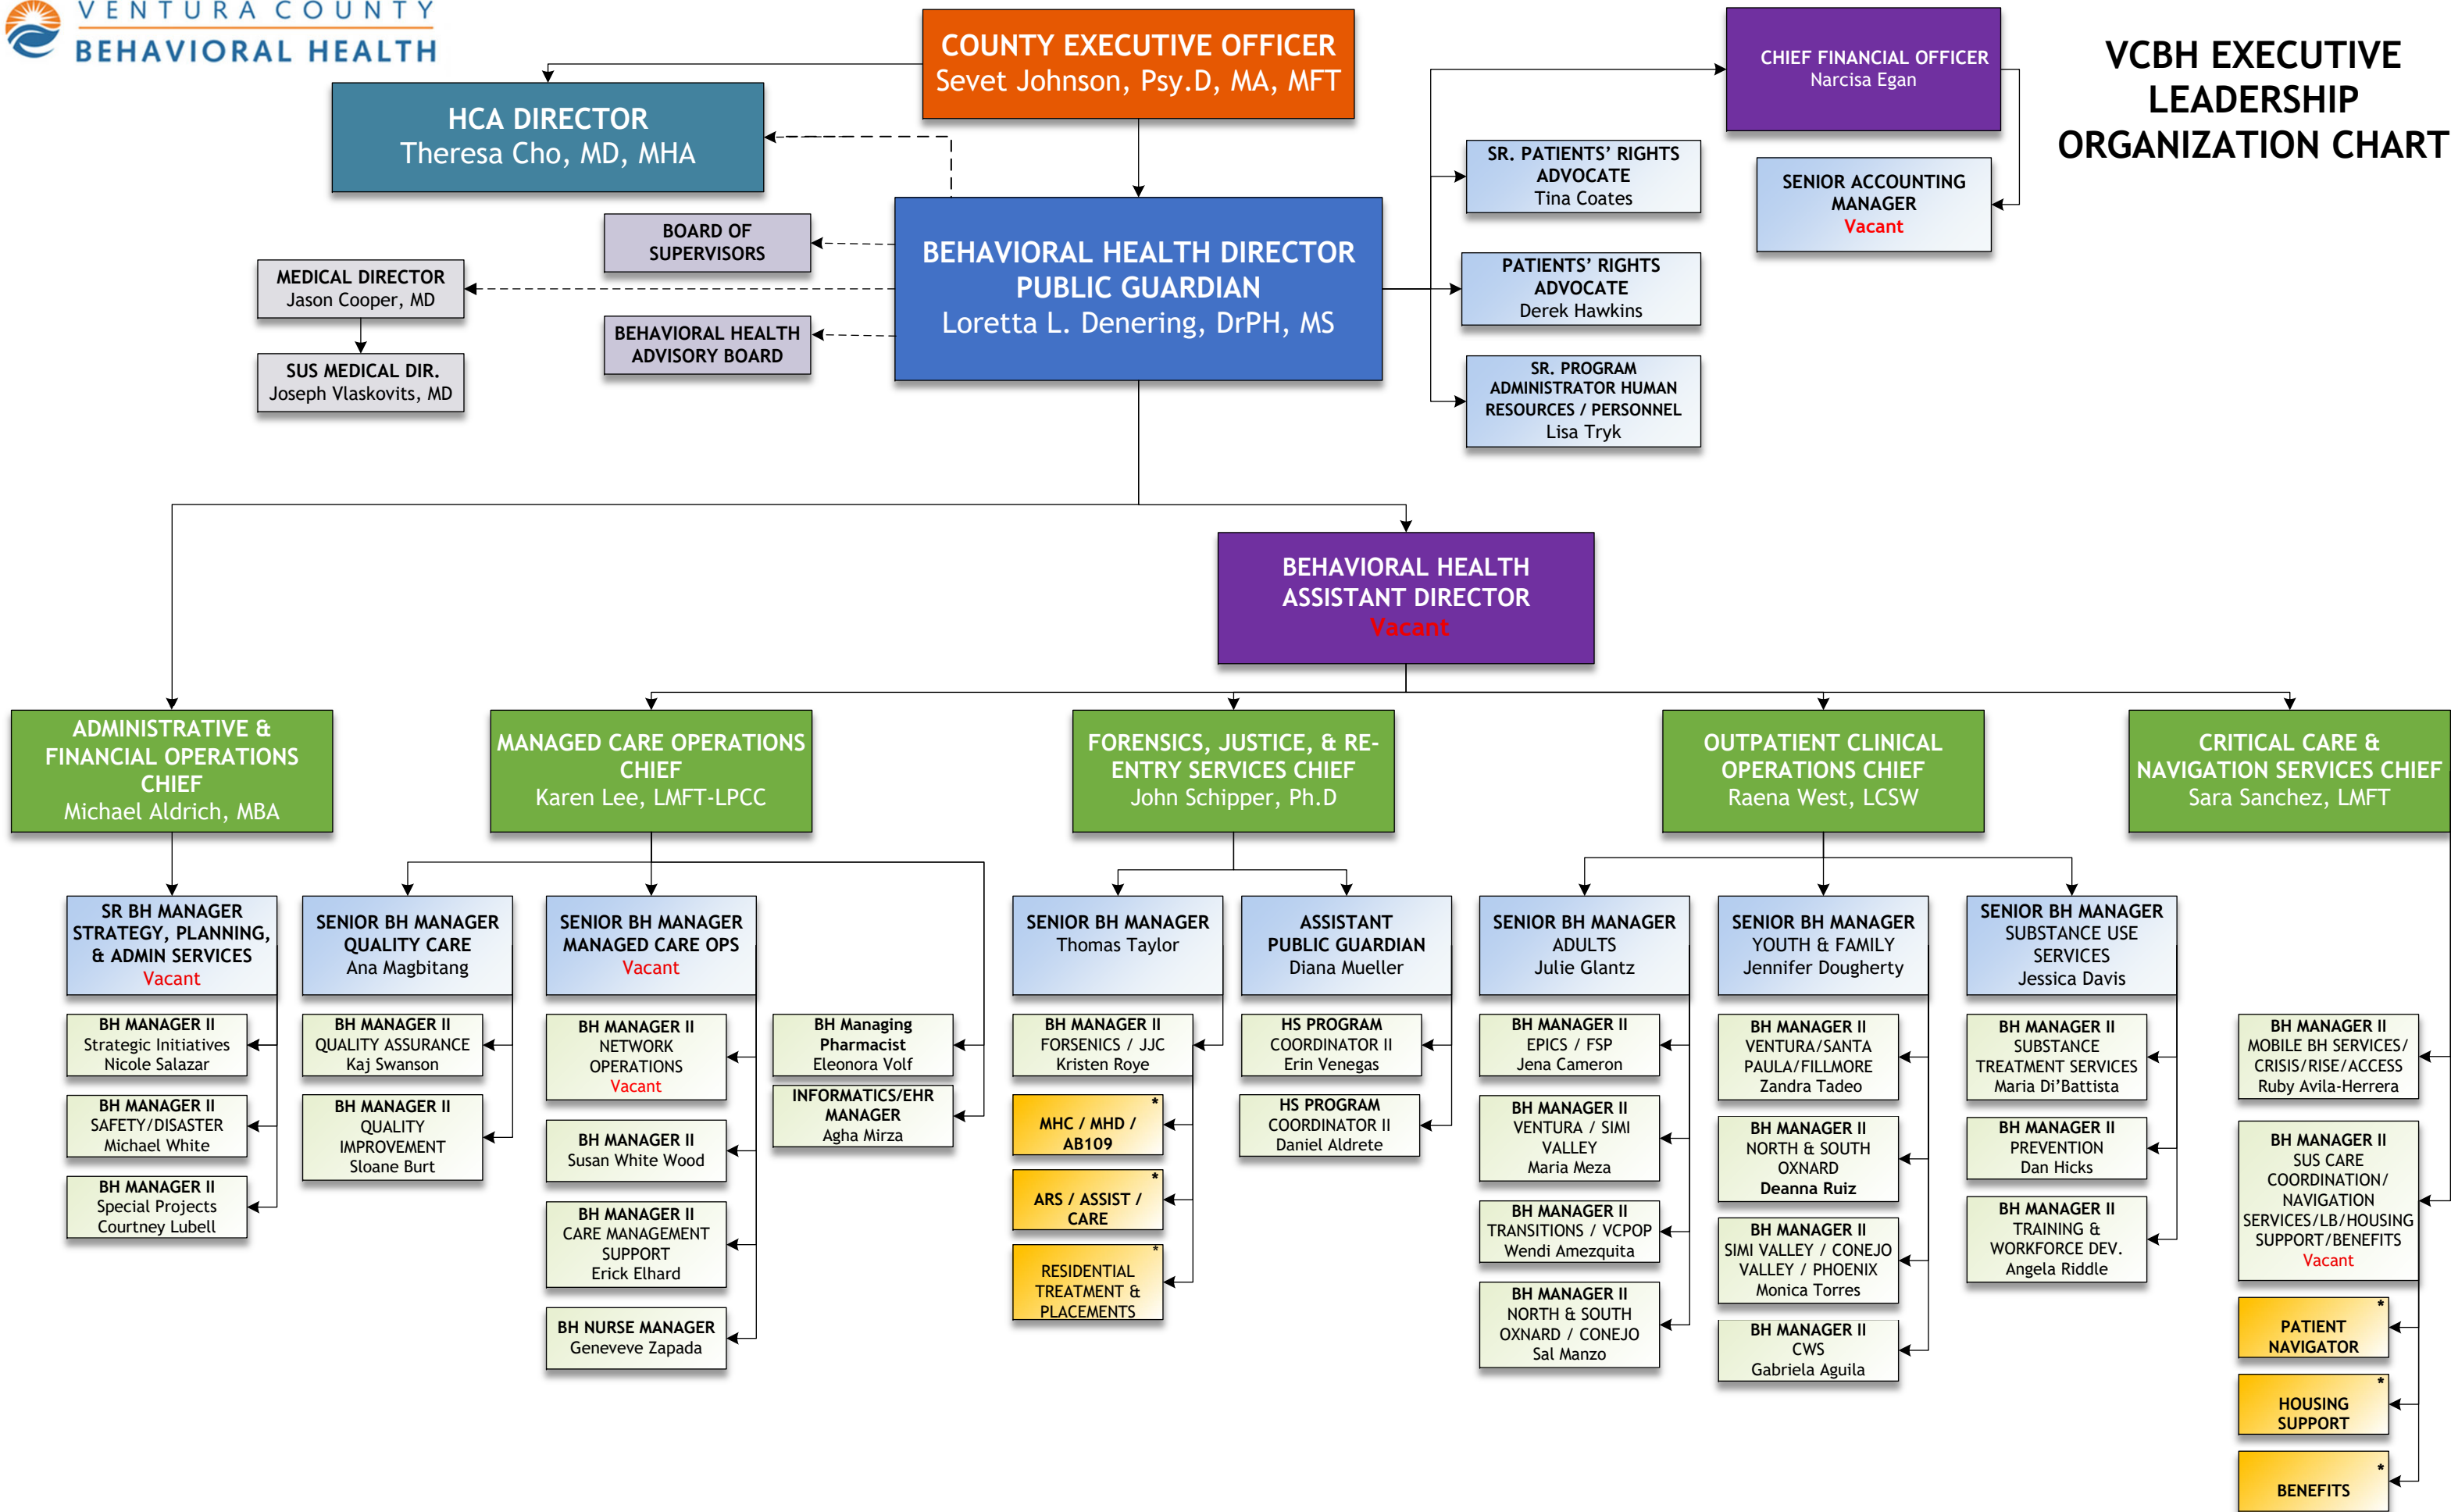 VENTURA COUNTY
BEHAVIORAL HEALTH
COUNTY EXECUTIVE OFFICER
Sevet Johnson, Psy.D, MA, MFT
CHIEF FINANCIAL OFFICER
Narcisa Egan
VCBH EXECUTIVE
LEADERSHIP
ORGANIZATION CHART
HCA DIRECTOR
Theresa Cho, MD, MHA
SR. PATIENTS’ RIGHTS
ADVOCATE
Tina Coates
SENIOR ACCOUNTING
MANAGER
Vacant
BOARD OF
SUPERVISORS
BEHAVIORAL HEALTH DIRECTOR
PUBLIC GUARDIAN
Loretta L. Denering, DrPH, MS
MEDICAL DIRECTOR
Jason Cooper, MD
PATIENTS’ RIGHTS
ADVOCATE
Derek Hawkins
BEHAVIORAL HEALTH
ADVISORY BOARD
SUS MEDICAL DIR.
Joseph Vlaskovits, MD
SR. PROGRAM
ADMINISTRATOR HUMAN
RESOURCES / PERSONNEL
Lisa Tryk
BEHAVIORAL HEALTH
ASSISTANT DIRECTOR
Vacant
ADMINISTRATIVE &
FINANCIAL OPERATIONS
CHIEF
Michael Aldrich, MBA
MANAGED CARE OPERATIONS
CHIEF
Karen Lee, LMFT-LPCC
FORENSICS, JUSTICE, & RE-
ENTRY SERVICES CHIEF
John Schipper, Ph.D
OUTPATIENT CLINICAL
OPERATIONS CHIEF
Raena West, LCSW
CRITICAL CARE &
NAVIGATION SERVICES CHIEF
Sara Sanchez, LMFT
SR BH MANAGER
STRATEGY, PLANNING,
& ADMIN SERVICES
Vacant
BH MANAGER II
Strategic Initiatives
Nicole Salazar
BH MANAGER II
SAFETY/DISASTER
Michael White
BH MANAGER II
Special Projects
Courtney Lubell
SENIOR BH MANAGER
QUALITY CARE
Ana Magbitang
BH MANAGER II
QUALITY ASSURANCE
Kaj Swanson
BH MANAGER II
QUALITY
IMPROVEMENT
Sloane Burt
SENIOR BH MANAGER
MANAGED CARE OPS
Vacant
BH MANAGER II
NETWORK
OPERATIONS
Vacant
BH MANAGER II
Susan White Wood
BH MANAGER II
CARE MANAGEMENT
SUPPORT
Erick Elhard
BH NURSE MANAGER
Geneveve Zapada
BH Managing
Pharmacist
Eleonora Volf
INFORMATICS/EHR
MANAGER
Agha Mirza
SENIOR BH MANAGER
Thomas Taylor
BH MANAGER II
FORSENICS / JJC
Kristen Roye
*
MHC / MHD /
AB109
*
ARS / ASSIST /
CARE
*
RESIDENTIAL
TREATMENT &
PLACEMENTS
ASSISTANT
PUBLIC GUARDIAN
Diana Mueller
HS PROGRAM
COORDINATOR II
Erin Venegas
HS PROGRAM
COORDINATOR II
Daniel Aldrete
SENIOR BH MANAGER
ADULTS
Julie Glantz
BH MANAGER II
EPICS / FSP
Jena Cameron
BH MANAGER II
VENTURA / SIMI
VALLEY
Maria Meza
BH MANAGER II
TRANSITIONS / VCPOP
Wendi Amezquita
BH MANAGER II
NORTH & SOUTH
OXNARD / CONEJO
Sal Manzo
SENIOR BH MANAGER
YOUTH & FAMILY
Jennifer Dougherty
BH MANAGER II
VENTURA/SANTA
PAULA/FILLMORE
Zandra Tadeo
BH MANAGER II
NORTH & SOUTH
OXNARD
Deanna Ruiz
BH MANAGER II
SIMI VALLEY / CONEJO
VALLEY / PHOENIX
Monica Torres
BH MANAGER II
CWS
Gabriela Aguila
SENIOR BH MANAGER
SUBSTANCE USE
SERVICES
Jessica Davis
BH MANAGER II
SUBSTANCE
TREATMENT SERVICES
Maria Di’Battista
BH MANAGER II
PREVENTION
Dan Hicks
BH MANAGER II
TRAINING &
WORKFORCE DEV.
Angela Riddle
BH MANAGER II
MOBILE BH SERVICES/
CRISIS/RISE/ACCESS
Ruby Avila-Herrera
BH MANAGER II
SUS CARE
COORDINATION/
NAVIGATION
SERVICES/LB/HOUSING
SUPPORT/BENEFITS
Vacant
*
PATIENT
NAVIGATOR
*
HOUSING
SUPPORT
*
BENEFITS